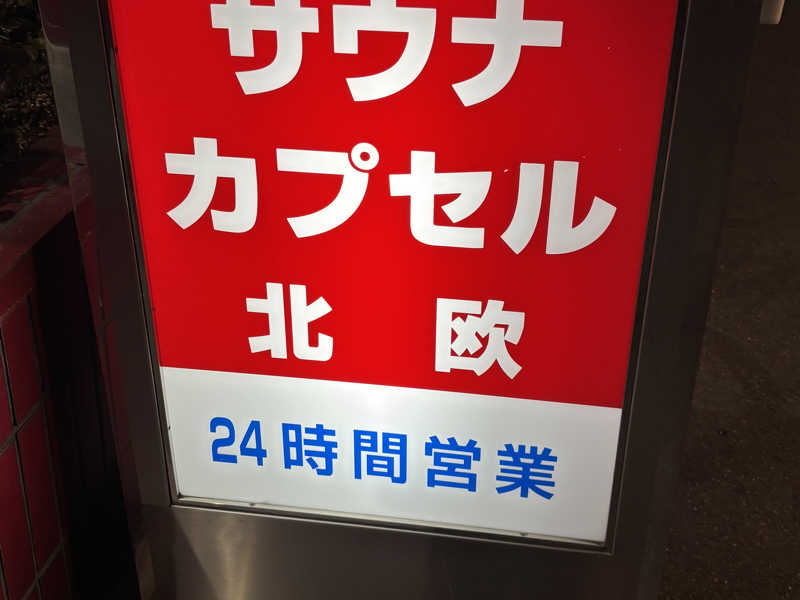 サウナ
カプセル
北欧
24時間営業